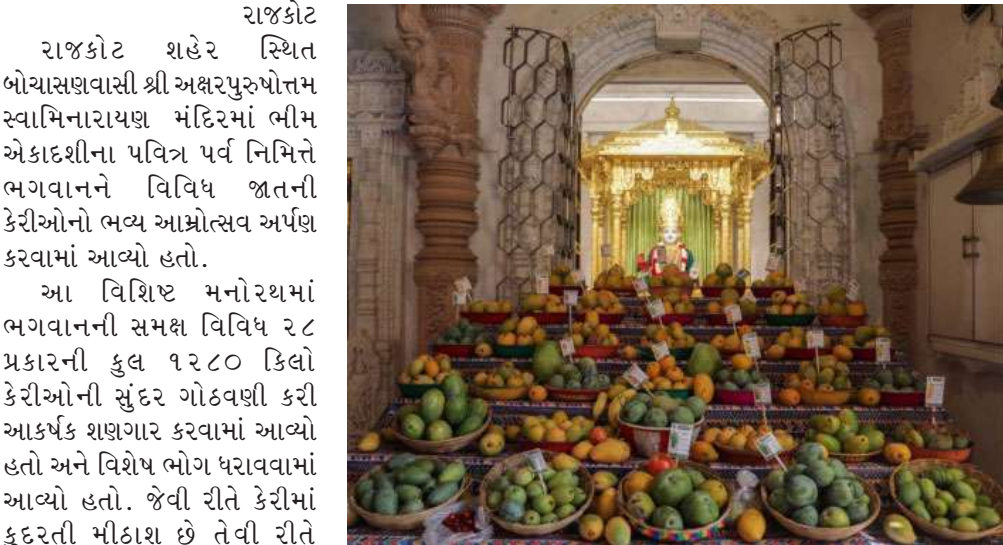 રાજકોટ
રાજકોટ શહેર સ્થિત
બોચાસણવાસી શ્રી અક્ષરપુરુષોત્તમ
સ્વામિનારાયણ મંદિરમાં ભીમ
એકાદશીના પવિત્ર પર્વ નિમિત્તે
ભગવાનને વિવિધ જાતની
કેરીઓનો ભવ્ય આમ્રોત્સવ અર્પણ
કરવામાં આવ્યો હતો.
આ વિશિષ્ટ મનોરથમાં
ભગવાનની સમક્ષ વિવિધ ૨૮
પ્રકારની કુલ ૧૨૮૦ કિલો
કેરીઓની સુંદર ગોઠવણી કરી
આકર્ષક શણગાર કરવામાં આવ્યો
હતો અને વિશેષ ભોગ ધરાવવામાં
આવ્યો હતો. જેવી રીતે કેરીમાં
કુદરતી મીઠાશ છે તેવી રીતે